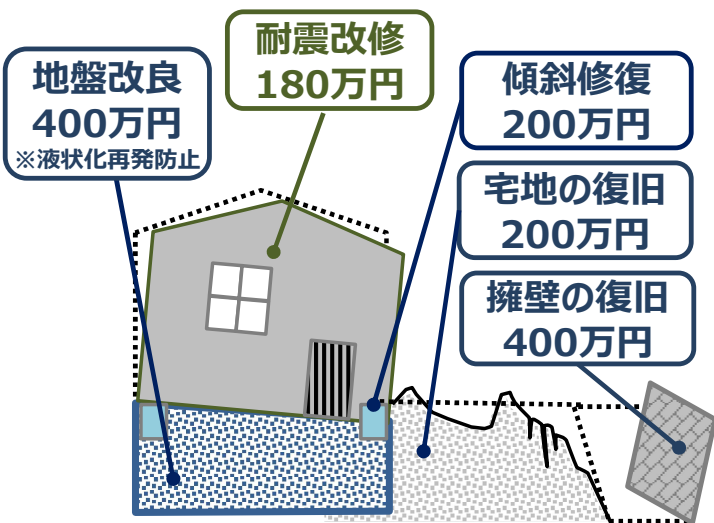 耐震改修
180万円
地盤改良
400万円
※液状化再発防止
傾斜修復
200万円
宅地の復旧
200万円
擁壁の復旧
400万円